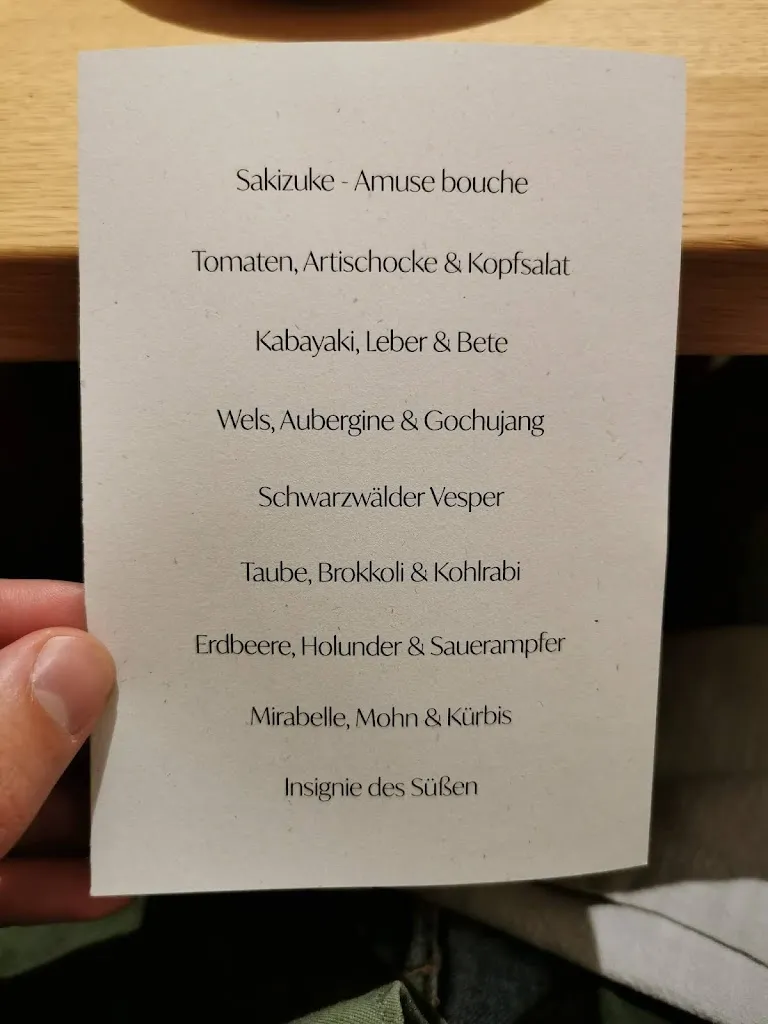 Sakizuke - Amuse bouche
Tomaten, Artischocke & Kopfsalat
Kabayaki, Leber & Bete
Wels, Aubergine & Gochujang
Schwarzwälder Vesper
Taube, Brokkoli & Kohlrabi
Erdbeere, Holunder & Sauerampfer
Mirabelle, Mohn & Kürbis
Insignie des Süßen